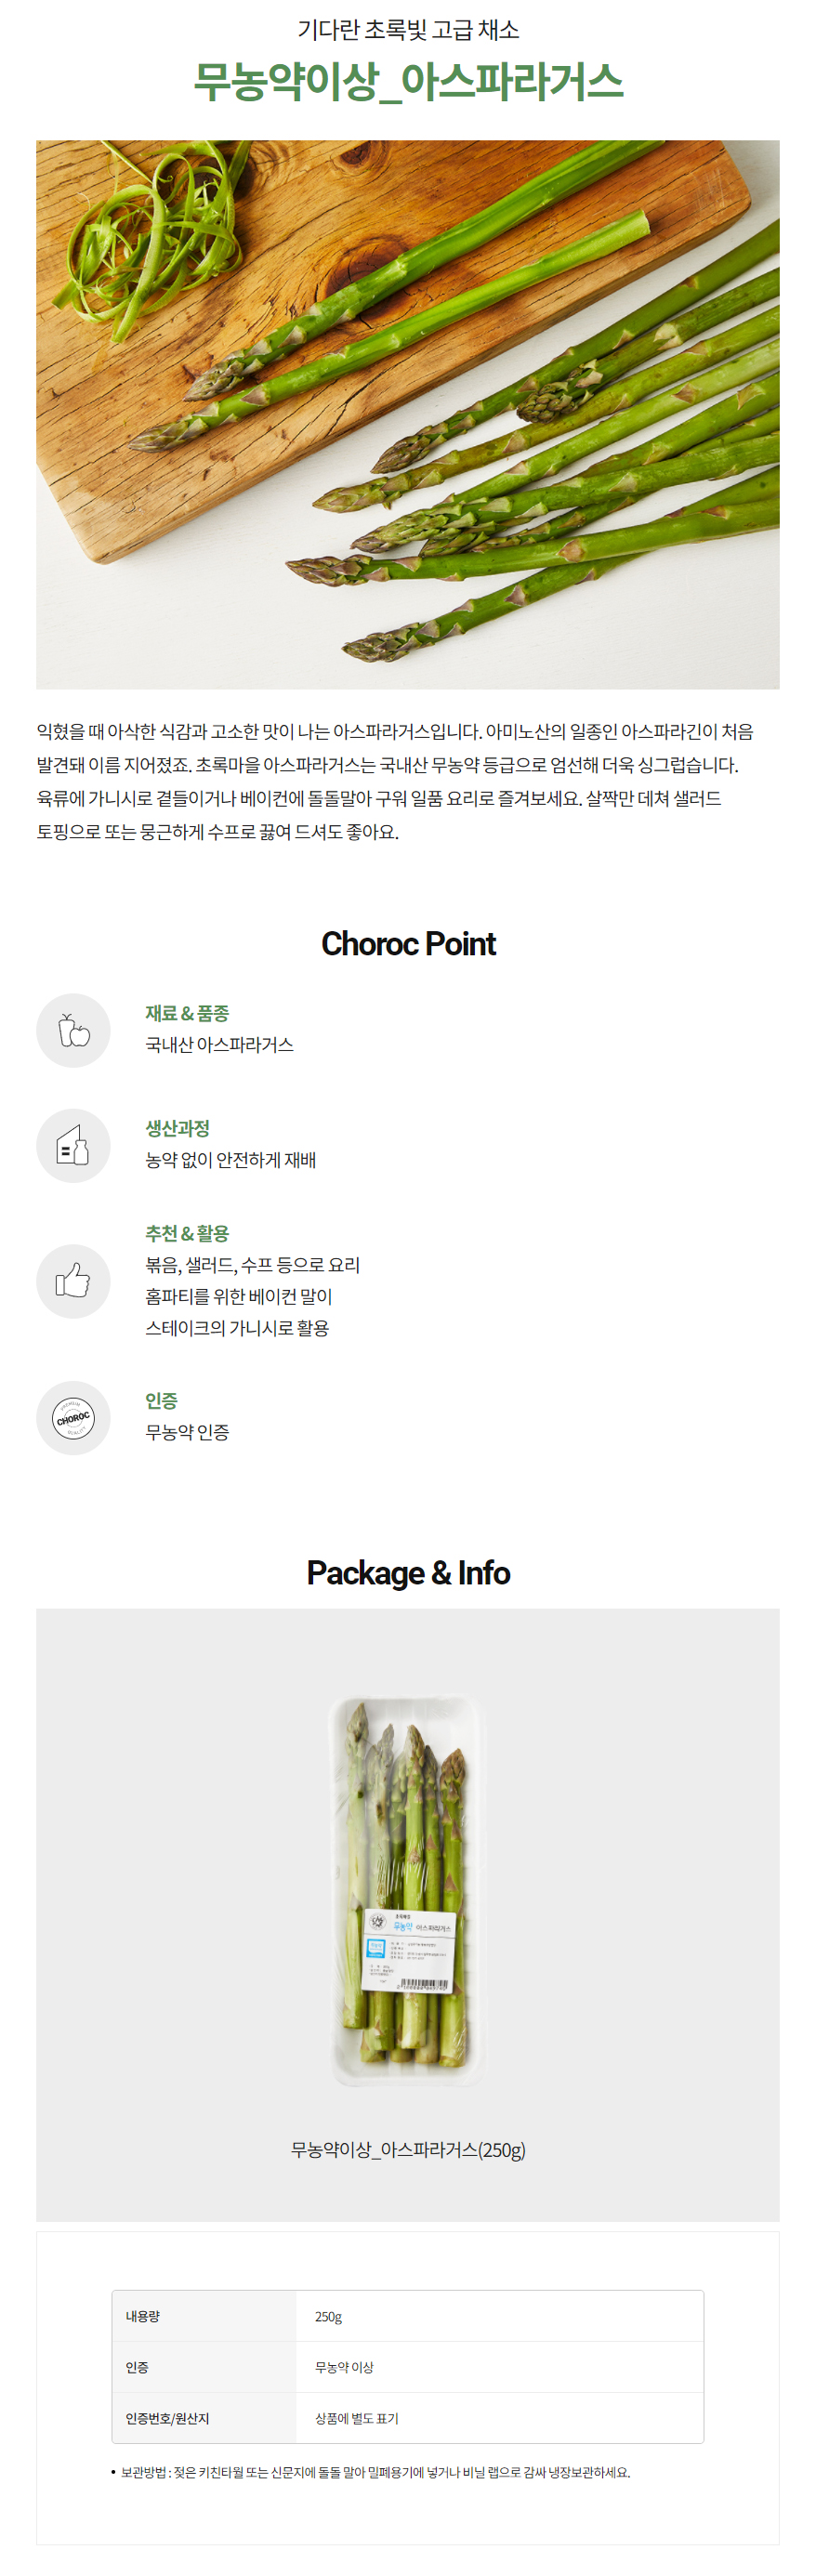 기다란 초록빛 고급 채소
무농약이상_아스파라거스
익혔을 때 아삭한 식감과 고소한 맛이 나는 아스파라거스입니다. 아미노산의 일종인 아스파라긴이 처음
발견돼 이름 지어졌죠. 초록마을 아스파라거스는 국내산 무농약 등급으로 엄선해 더욱 싱그럽습니다.
육류에 가니시로 곁들이거나 베이컨에 돌돌말아 구워 일품 요리로 즐겨보세요. 살짝만 데쳐 샐러드
토핑으로 또는 뭉근하게 수프로 끓여 드셔도 좋아요.
Choroc Point
재료 & 품종
국내산 아스파라거스
생산과정
농약 없이 안전하게 재배
추천 & 활용
볶음, 샐러드, 수프 등으로 요리
홈파티를 위한 베이컨 말이
스테이크의 가니시로 활용
PREMIUM
CHOROC
QUALITY
인증
무농약 인증
Package & Info
초록마을
무농약 아스파라거스
무농약이상_아스파라거스(250g)
내용량 250g
인증 무농약 이상
인증번호/원산지 상품에 별도 표기
• 보관방법 : 젖은 키친타월 또는 신문지에 돌돌 말아 밀폐용기에 넣거나 비닐 랩으로 감싸 냉장보관하세요.